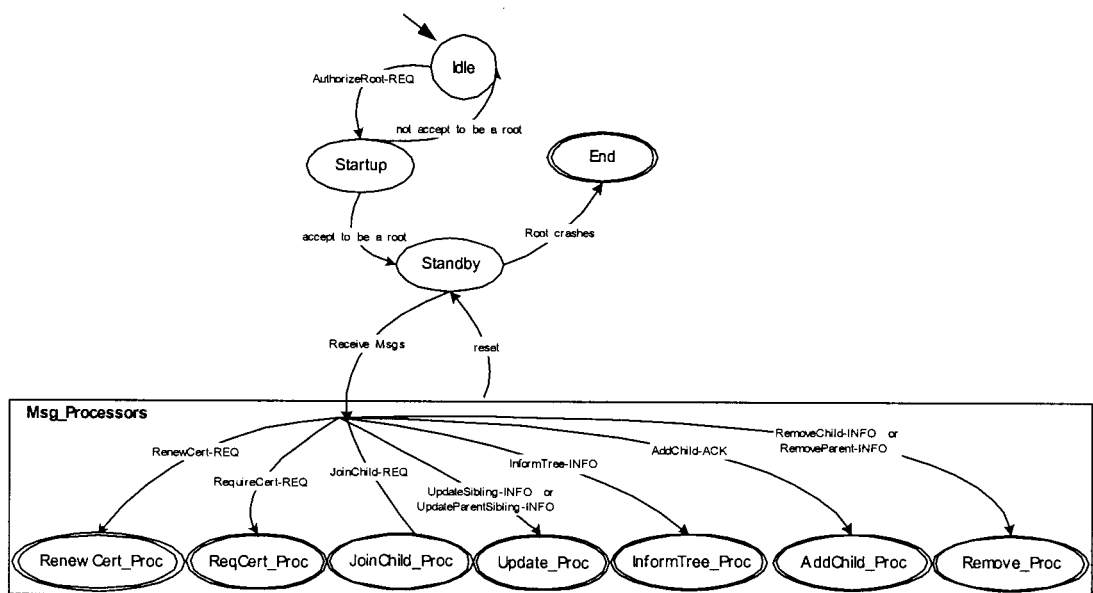 Idle
AuthorizeRoot-REQ
not accept to be a root
Startup
End
accept to be a root
Root crashes
Standby
Receive Msgs
reset
Msg_Processors
RenewCert-REQ
RequireCert-REQ
JoinChild-REQ
UpdateSibling-INFO or
UpdateParentSibling-INFO
InformTree-INFO
AddChild-ACK
RemoveChild-INFO or
RemoveParent-INFO
Renew Cert_Proc
ReqCert_Proc
JoinChild_Proc
Update_Proc
InformTree_Proc
AddChild_Proc
Remove_Proc